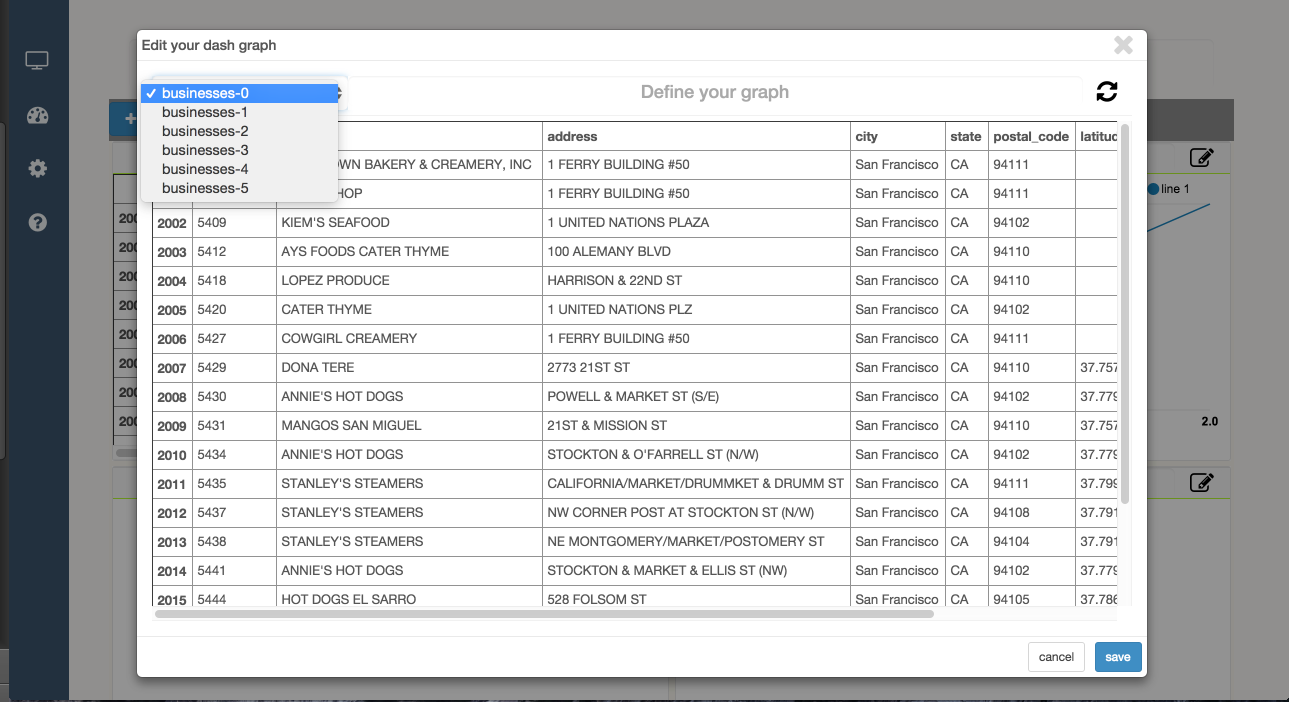 Edit your dash graph
✓ businesses-0
businesses-1
businesses-2
businesses-3
businesses-4
businesses-5
Define your graph
address city state postal_code
BAKERY & CREAMERY, INC 1 FERRY BUILDING #50 San Francisco CA 94111
1 FERRY BUILDING #50 San Francisco CA 94111
2002 5409 KIEM'S SEAFOOD 1 UNITED NATIONS PLAZA San Francisco CA 94102
2003 5412 AYS FOODS CATER THYME 100 ALEMANY BLVD San Francisco CA 94110
2004 5418 LOPEZ PRODUCE HARRISON & 22ND ST San Francisco CA 94110
2005 5420 CATER THYME 1 UNITED NATIONS PLZ San Francisco CA 94102
2006 5427 COWGIRL CREAMERY 1 FERRY BUILDING #50 San Francisco CA 94111
2007 5429 DONA TERE 2773 21ST ST San Francisco CA 94110 37.757
2008 5430 ANNIE'S HOT DOGS POWELL & MARKET ST (S/E) San Francisco CA 94102 37.779
2009 5431 MANGOS SAN MIGUEL 21ST & MISSION ST San Francisco CA 94110 37.757
2010 5434 ANNIE'S HOT DOGS STOCKTON & O'FARRELL ST (N/W) San Francisco CA 94102 37.779
2011 5435 STANLEY'S STEAMERS CALIFORNIA/MARKET/DRUMMKET & DRUMM ST San Francisco CA 94111 37.799
2012 5437 STANLEY'S STEAMERS NW CORNER POST AT STOCKTON ST (N/W) San Francisco CA 94108 37.791
2013 5438 STANLEY'S STEAMERS NE MONTGOMERY/MARKET/POSTOMERY ST San Francisco CA 94104 37.791
2014 5441 ANNIE'S HOT DOGS STOCKTON & MARKET & ELLIS ST (NW) San Francisco CA 94102 37.779
2015 5444 HOT DOGS EL SARRO 528 FOLSOM ST San Francisco CA 94105 37.786
cancel save
line 1
2.0